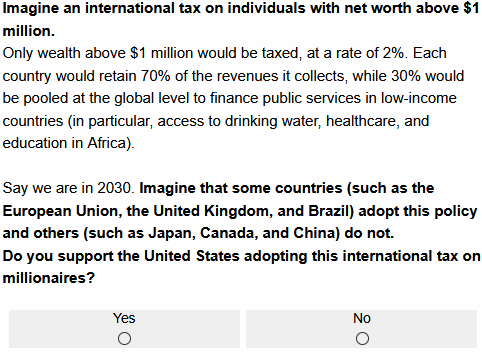 Imagine an international tax on individuals with net worth above $1
million.
Only wealth above $1 million would be taxed, at a rate of 2%. Each
country would retain 70% of the revenues it collects, while 30% would
be pooled at the global level to finance public services in low-income
countries (in particular, access to drinking water, healthcare, and
education in Africa).
Say we are in 2030. Imagine that some countries (such as the
European Union, the United Kingdom, and Brazil) adopt this policy
and others (such as Japan, Canada, and China) do not.
Do you support the United States adopting this international tax on
millionaires?
Yes No